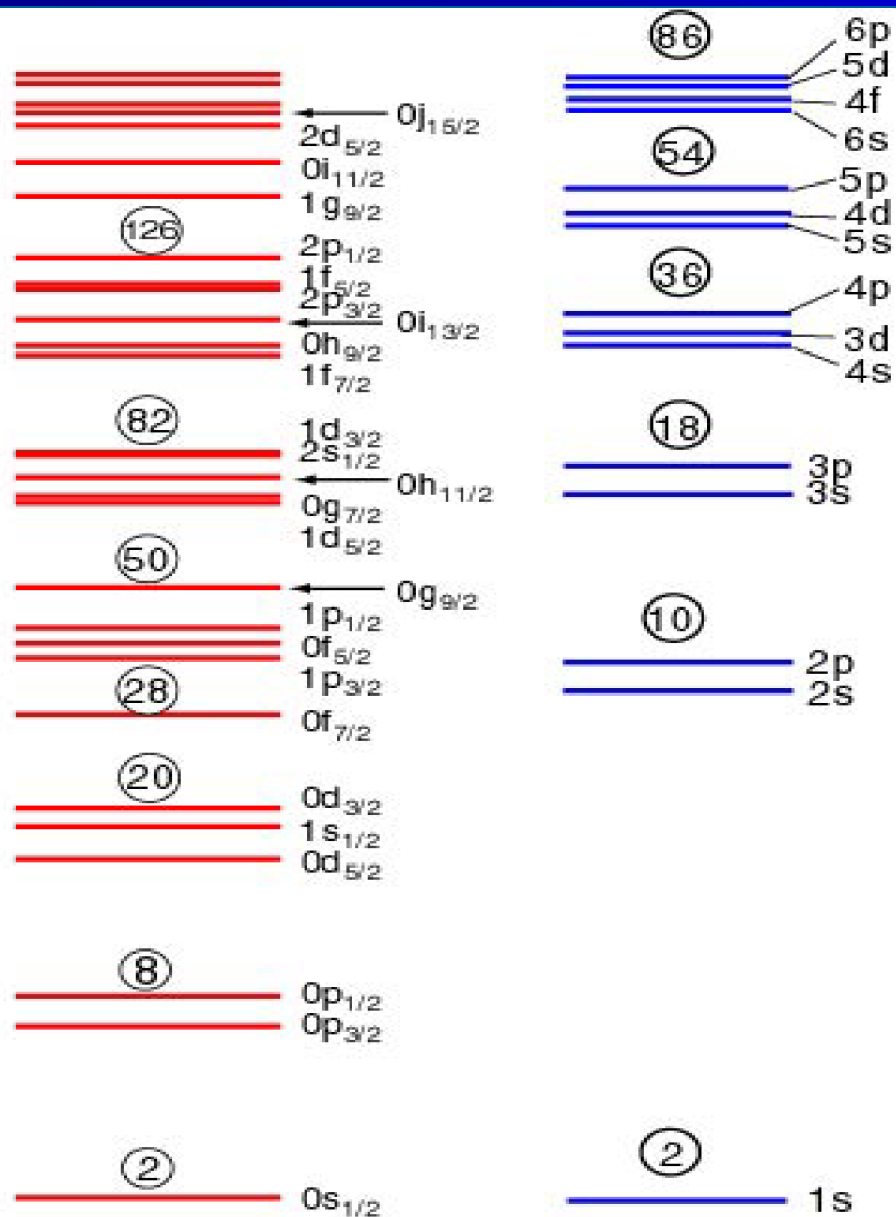 86
6p
5d
4f
6s
0j15/2
2d5/2
0i11/2
1g9/2
54
5p
4d
5s
126
2p1/2
1f5/2
2p3/2
0i13/2
0h9/2
1f7/2
36
4p
3d
4s
82
1d3/2
2s1/2
0h11/2
0g7/2
1d5/2
18
3p
3s
50
0g9/2
1p1/2
0f5/2
1p3/2
10
2p
2s
28
0f7/2
20
0d3/2
1s1/2
0d5/2
8
0p1/2
0p3/2
2
0s1/2
2
1s